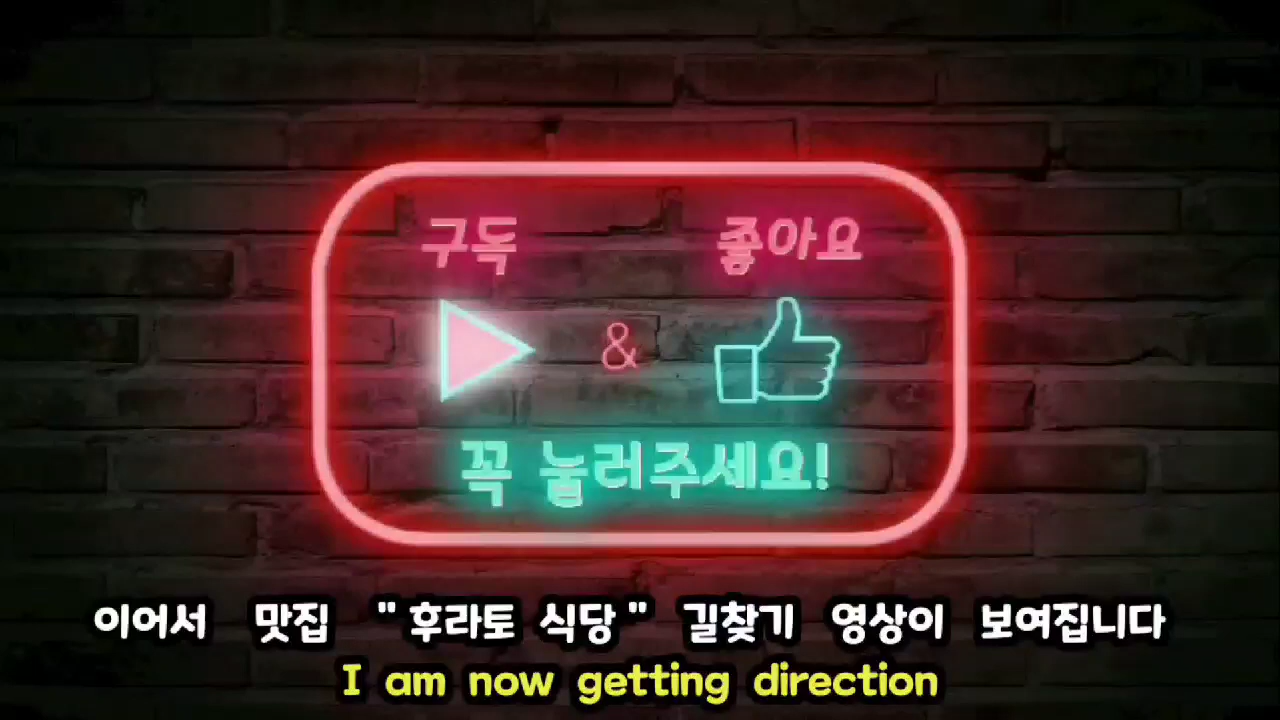 구독 좋아요
&
꼭 눌러주세요!
이어서 맛집 "후라토 식당" 길찾기 영상이 보여집니다
I am now getting direction